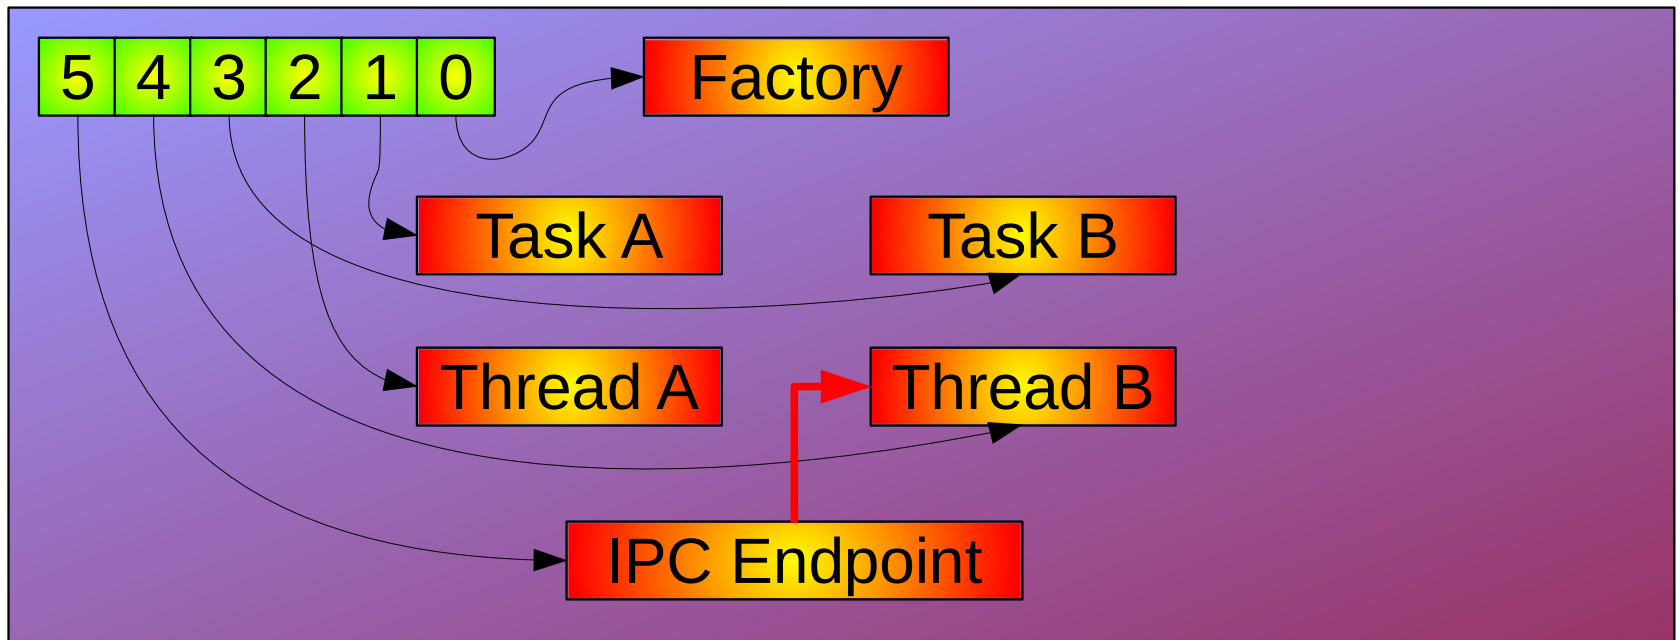 5 4 3 2 1 0
Factory
Task A
Task B
Thread A
Thread B
IPC Endpoint